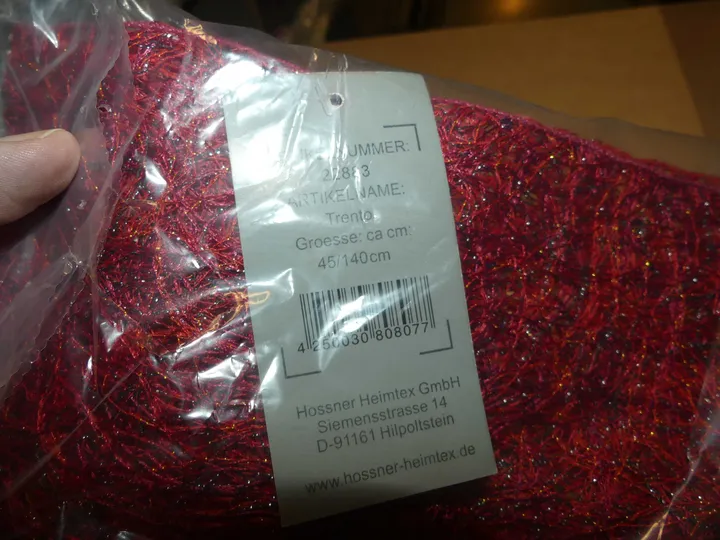 22883
ARTIKELNAME:
Trento
Groesse: ca cm:
45/140cm
4 250030 808077
Hossner Heimtex GmbH
Siemensstrasse 14
D-91161 Hilpoltstein
www.hossner-heimtex.de